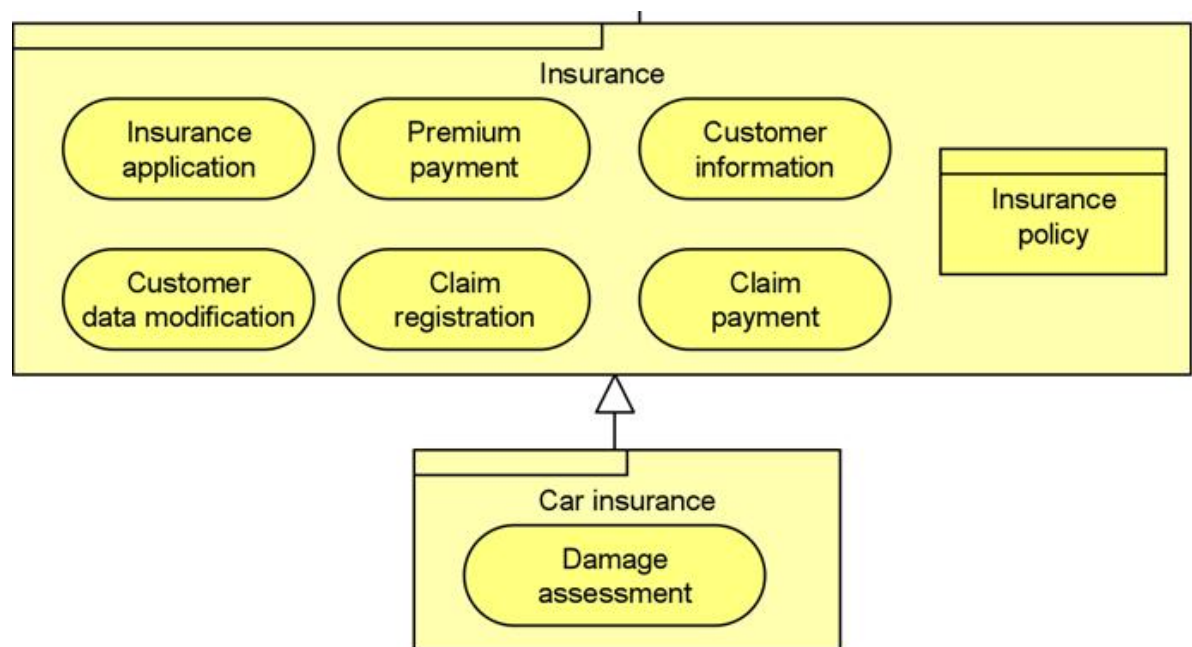 Insurance
Insurance
application
Premium
payment
Customer
information
Insurance
policy
Customer
data modification
Claim
registration
Claim
payment
Car insurance
Damage
assessment